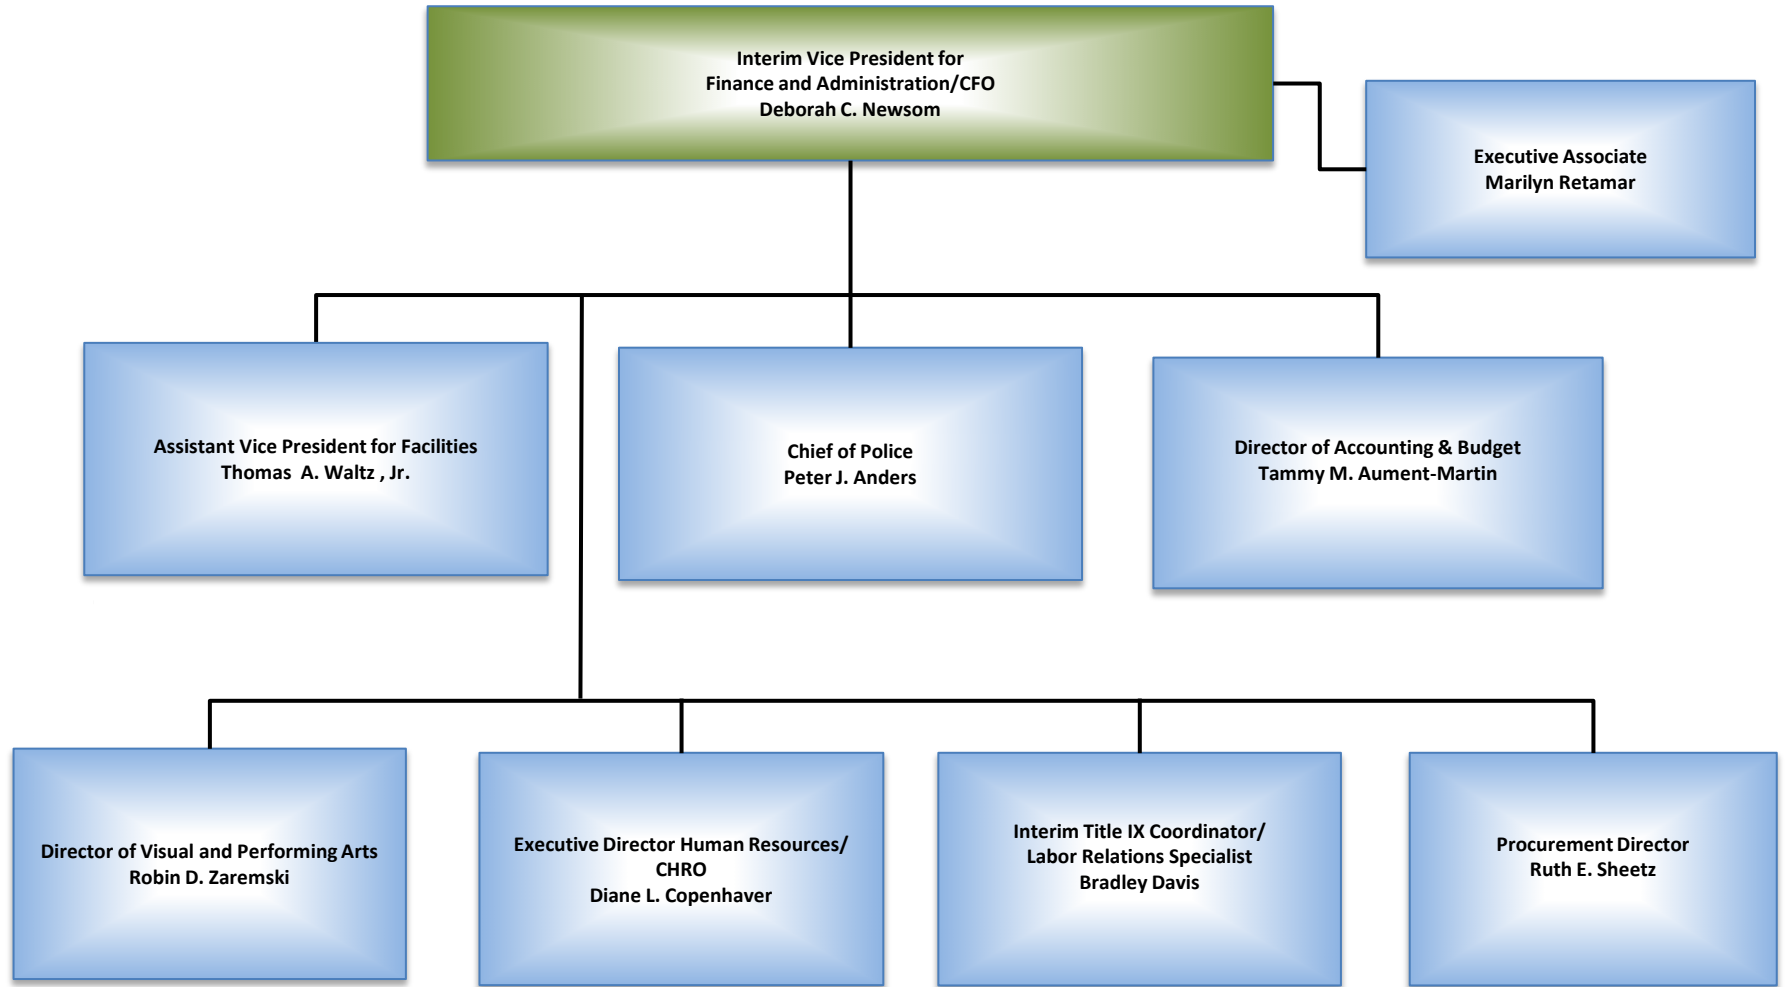 Interim Vice President for
Finance and Administration/CFO
Deborah C. Newsom
Executive Associate
Marilyn Retamar
Assistant Vice President for Facilities
Thomas  A. Waltz , Jr.
Chief of Police
Peter J. Anders
Director of Accounting & Budget
Tammy M. Aument-Martin
Director of Visual and Performing Arts
Robin D. Zaremski
Executive Director Human Resources/
CHRO
Diane L. Copenhaver
Interim Title IX Coordinator/
Labor Relations Specialist
Bradley Davis
Procurement Director
Ruth E. Sheetz